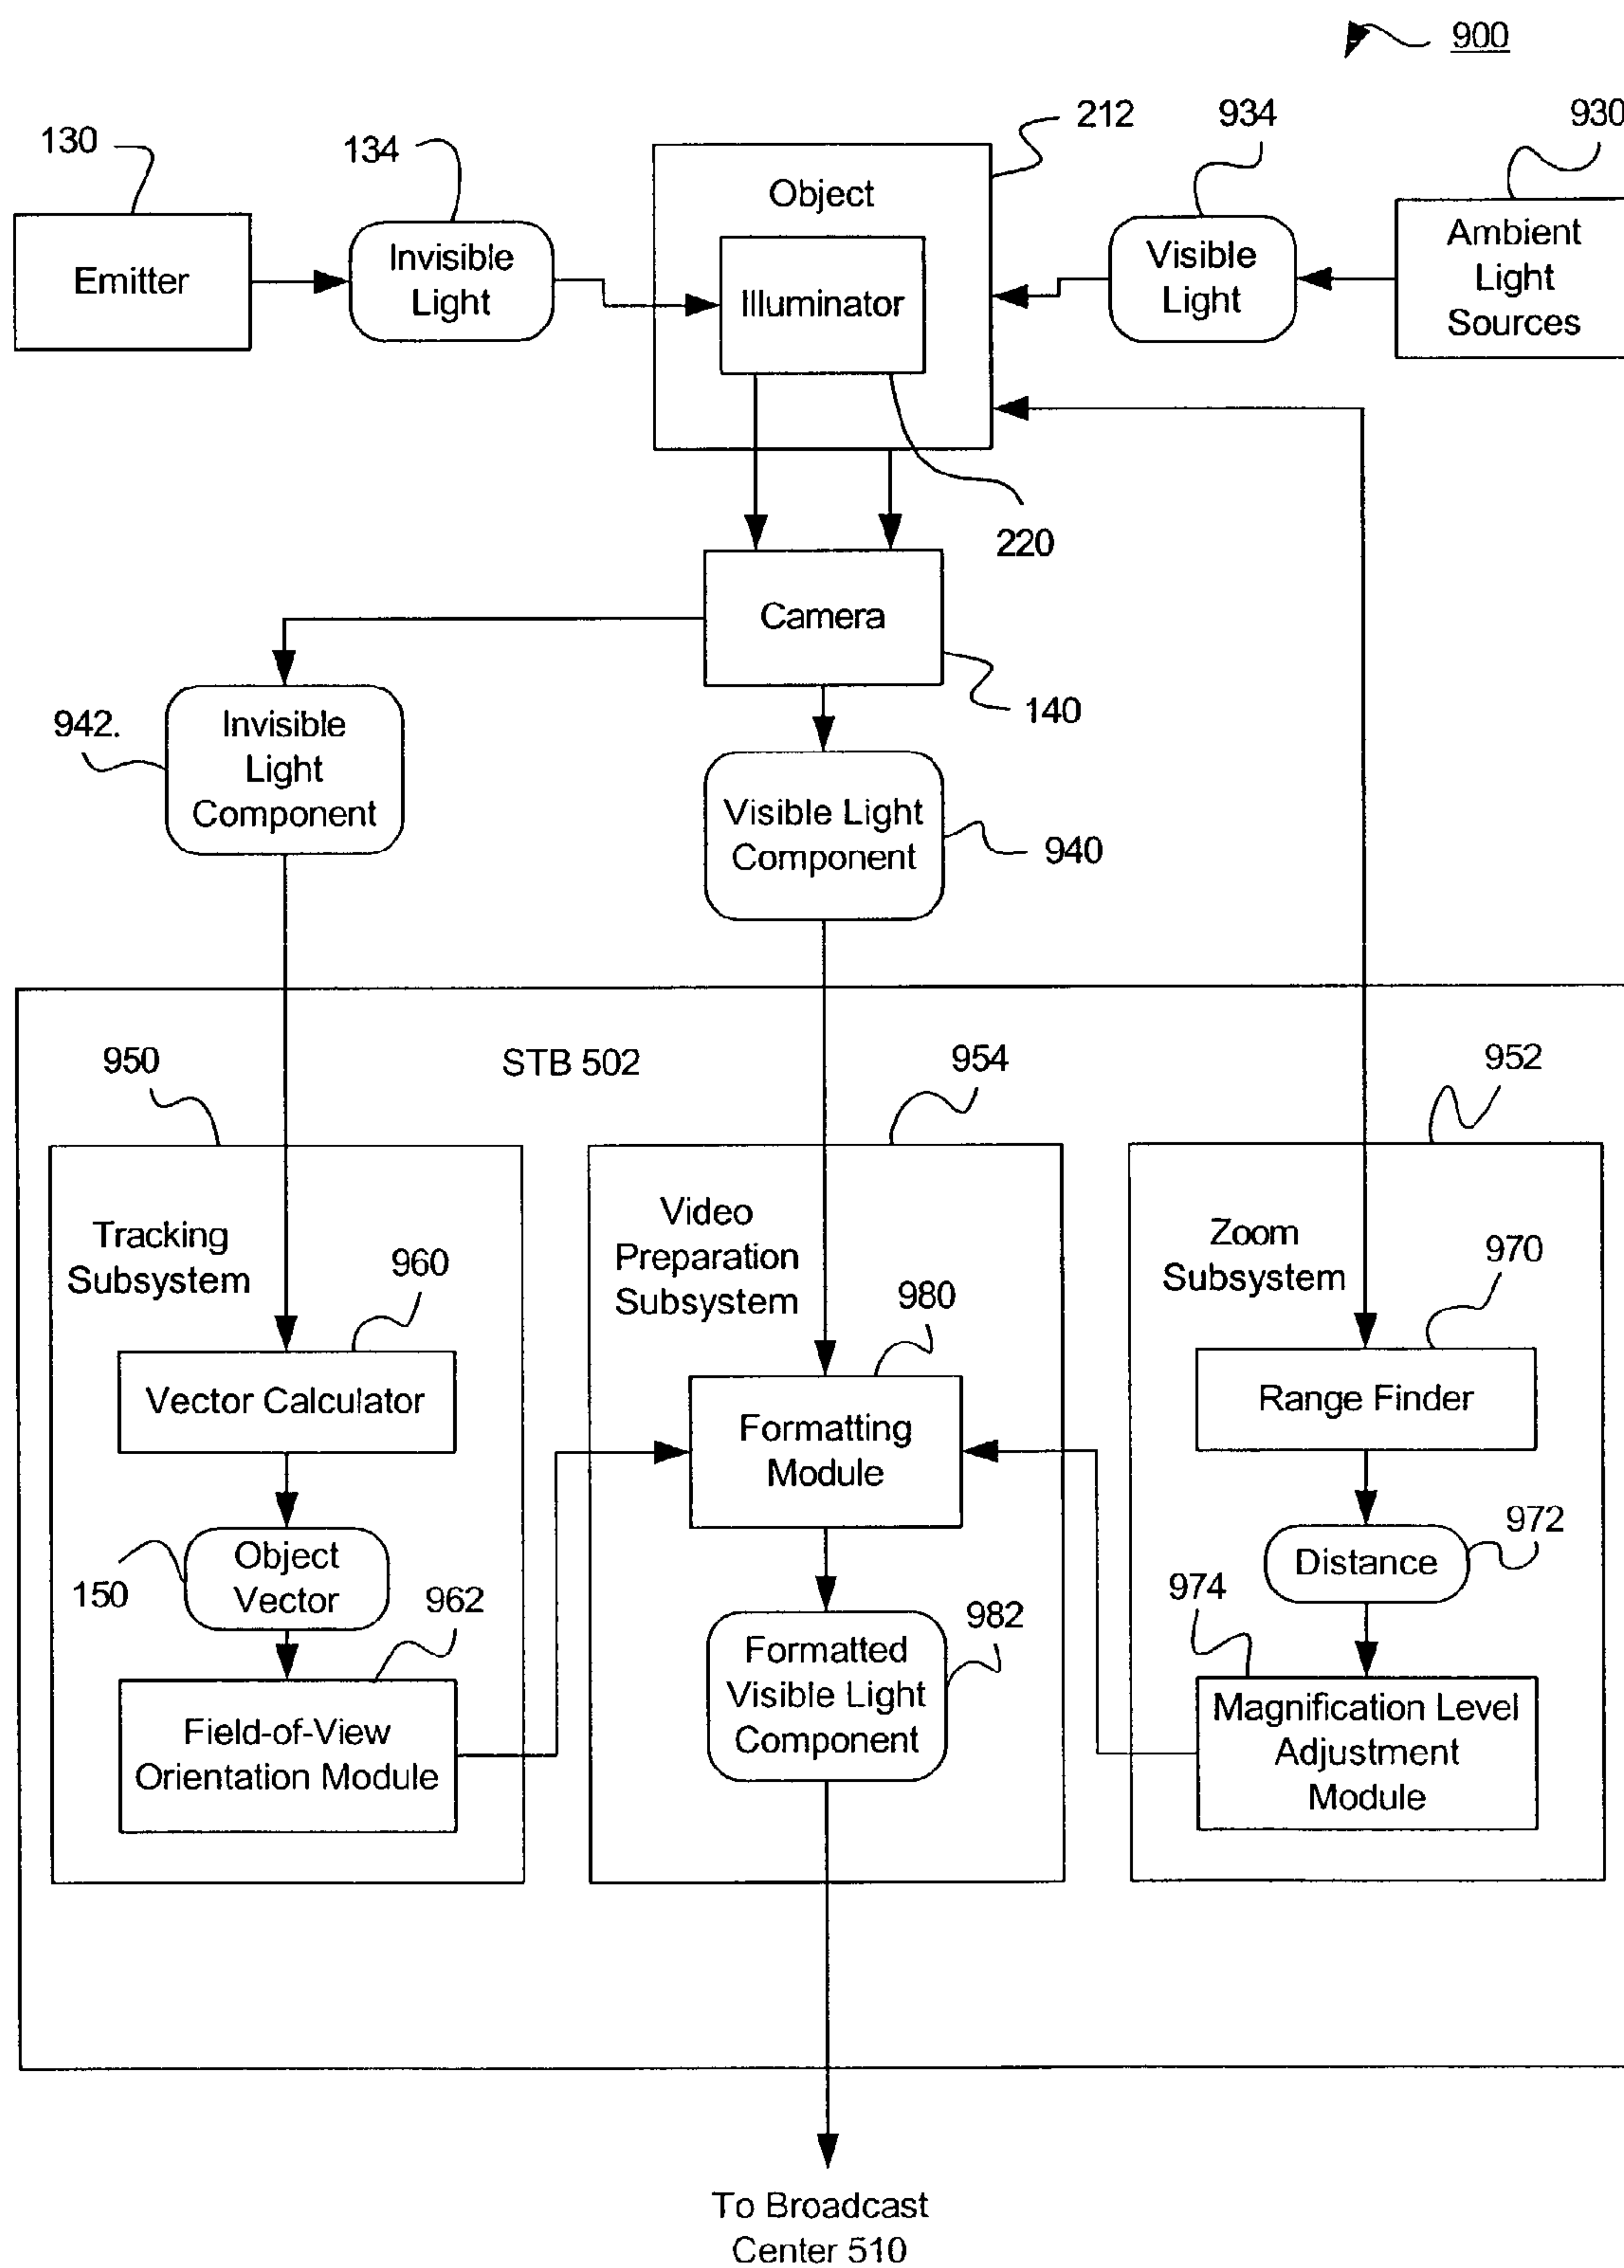 900
130
134
212
934
930
Object
Emitter
Invisible
Light
Illuminator
Visible
Light
Ambient
Light
Sources
220
Camera
140
942.
Invisible
Light
Component
Visible Light
Component
940
STB 502
950
954
952
Tracking
Subsystem
960
Video
Preparation
Subsystem
980
Zoom
Subsystem
970
Vector Calculator
Formatting
Module
Range Finder
150
Object
Vector
962
972
Distance
974
982
Field-of-View
Orientation Module
Formatted
Visible Light
Component
Magnification Level
Adjustment
Module
To Broadcast
Center 510